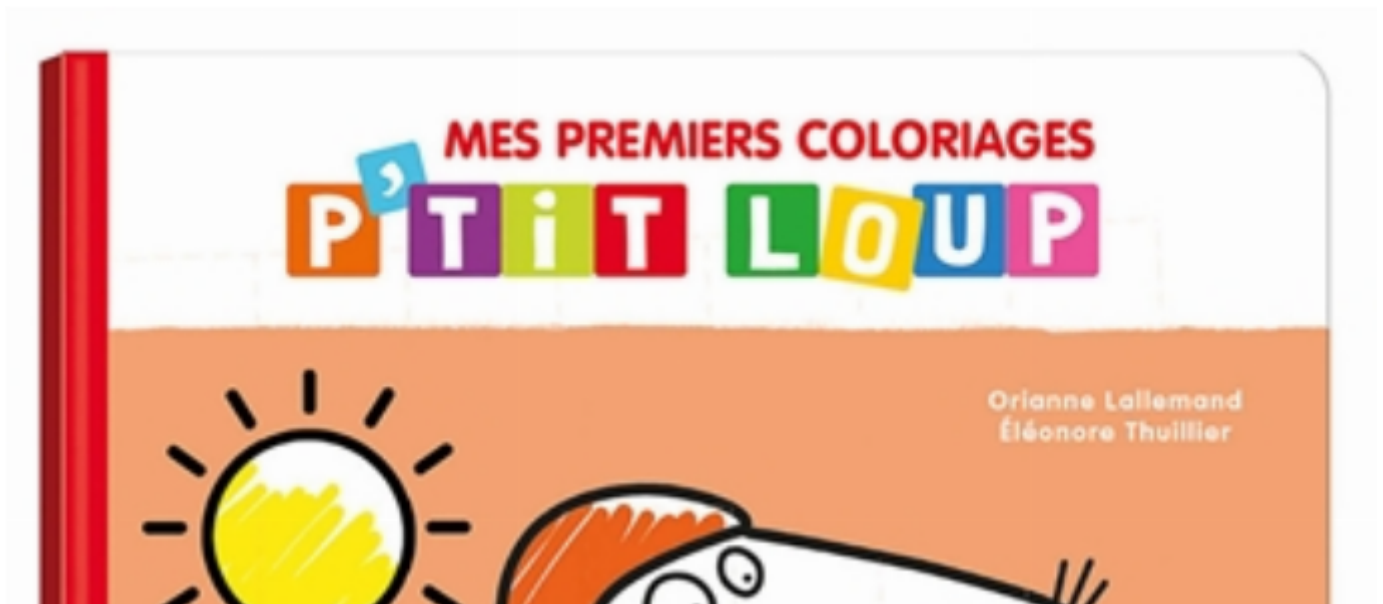 MES PREMIERS COLORIAGES
P'TiT LOUP
Orianne Lallemand
Éléonore Thuillier